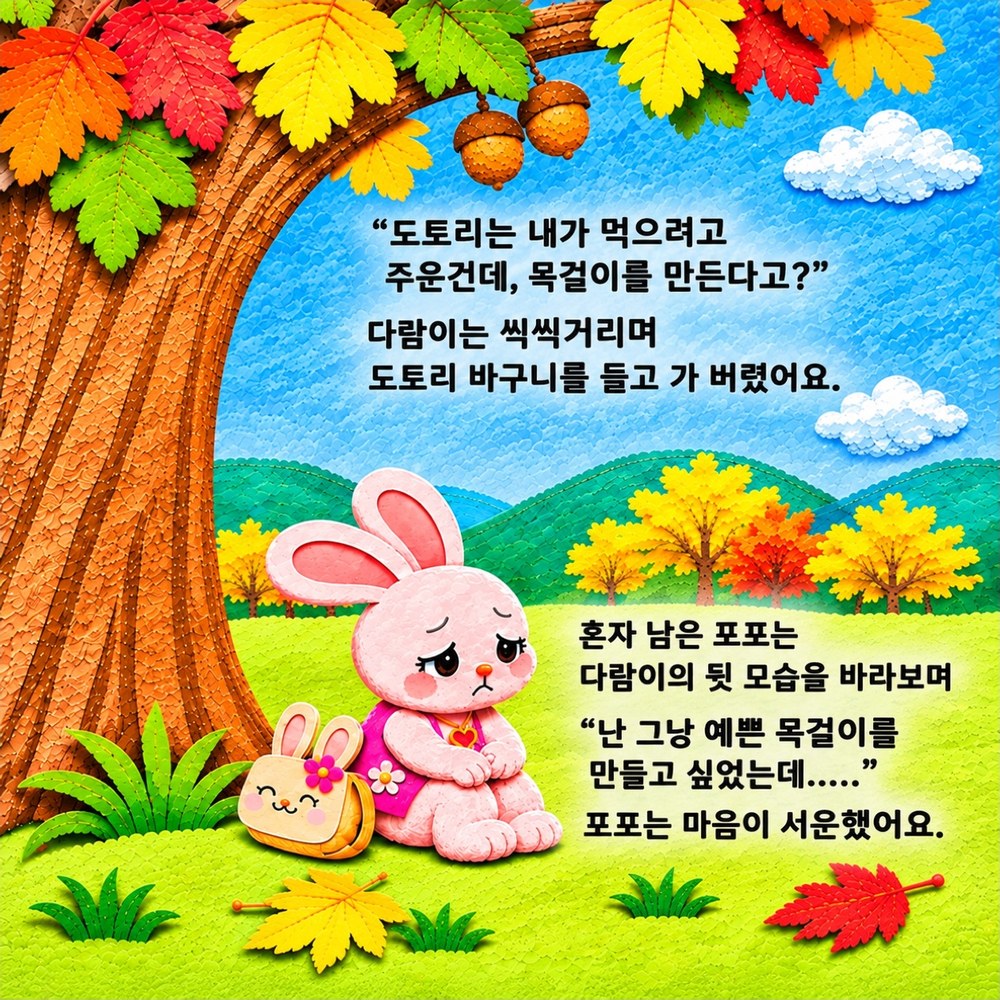 “도토리는 내가 먹으려고
주운건데, 목걸이를 만든다고?”
다람이는 씩씩거리며
도토리 바구니를 들고 가 버렸어요.
혼자 남은 포포는
다람이의 뒷 모습을 바라보며
“난 그냥 예쁜 목걸이를
만들고 싶었는데.....”
포포는 마음이 서운했어요.